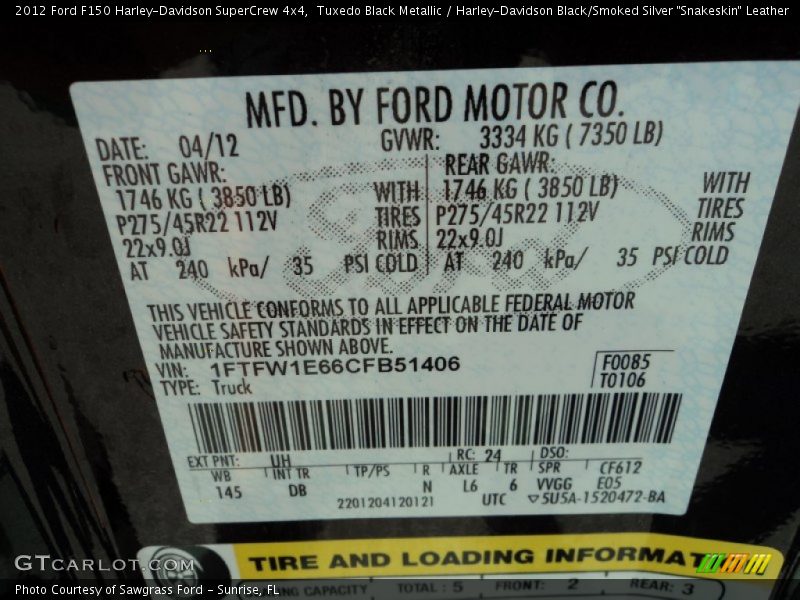 2012 Ford F150 Harley-Davidson SuperCrew 4x4, Tuxedo Black Metallic / Harley-Davidson Black/Smoked Silver "Snakeskin" Leather
MFD. BY FORD MOTOR CO.
DATE: 04/12 GVWR: 3334 KG ( 7350 LB)
FRONT GAWR: REAR GAWR:
1746 KG ( 3850 LB) WITH 1746 KG ( 3850 LB) WITH
P275/45R22 112V TIRES P275/45R22 112V TIRES
22x9.0J RIMS 22x9.0J RIMS
AT 240 kPa/ 35 PSI COLD AT 240 kPa/ 35 PSI COLD
Ford
THIS VEHICLE CONFORMS TO ALL APPLICABLE FEDERAL MOTOR
VEHICLE SAFETY STANDARDS IN EFFECT ON THE DATE OF
MANUFACTURE SHOWN ABOVE.
VIN: 1FTFW1E66CFB51406 F0085
TYPE: Truck T0106
EXT PNT: UH RC: 24 DSO:
WB INT TR TP/PS R AXLE TR SPR CF612
145 DB N L6 6 VVGG E05
2201204120121 UTC ▽5U5A-1520472-BA
TIRE AND LOADING INFORMAT
GTCARLOT.COM
NG CAPACITY TOTAL : 5 FRONT: 2 REAR: 3
Photo Courtesy of Sawgrass Ford - Sunrise, FL